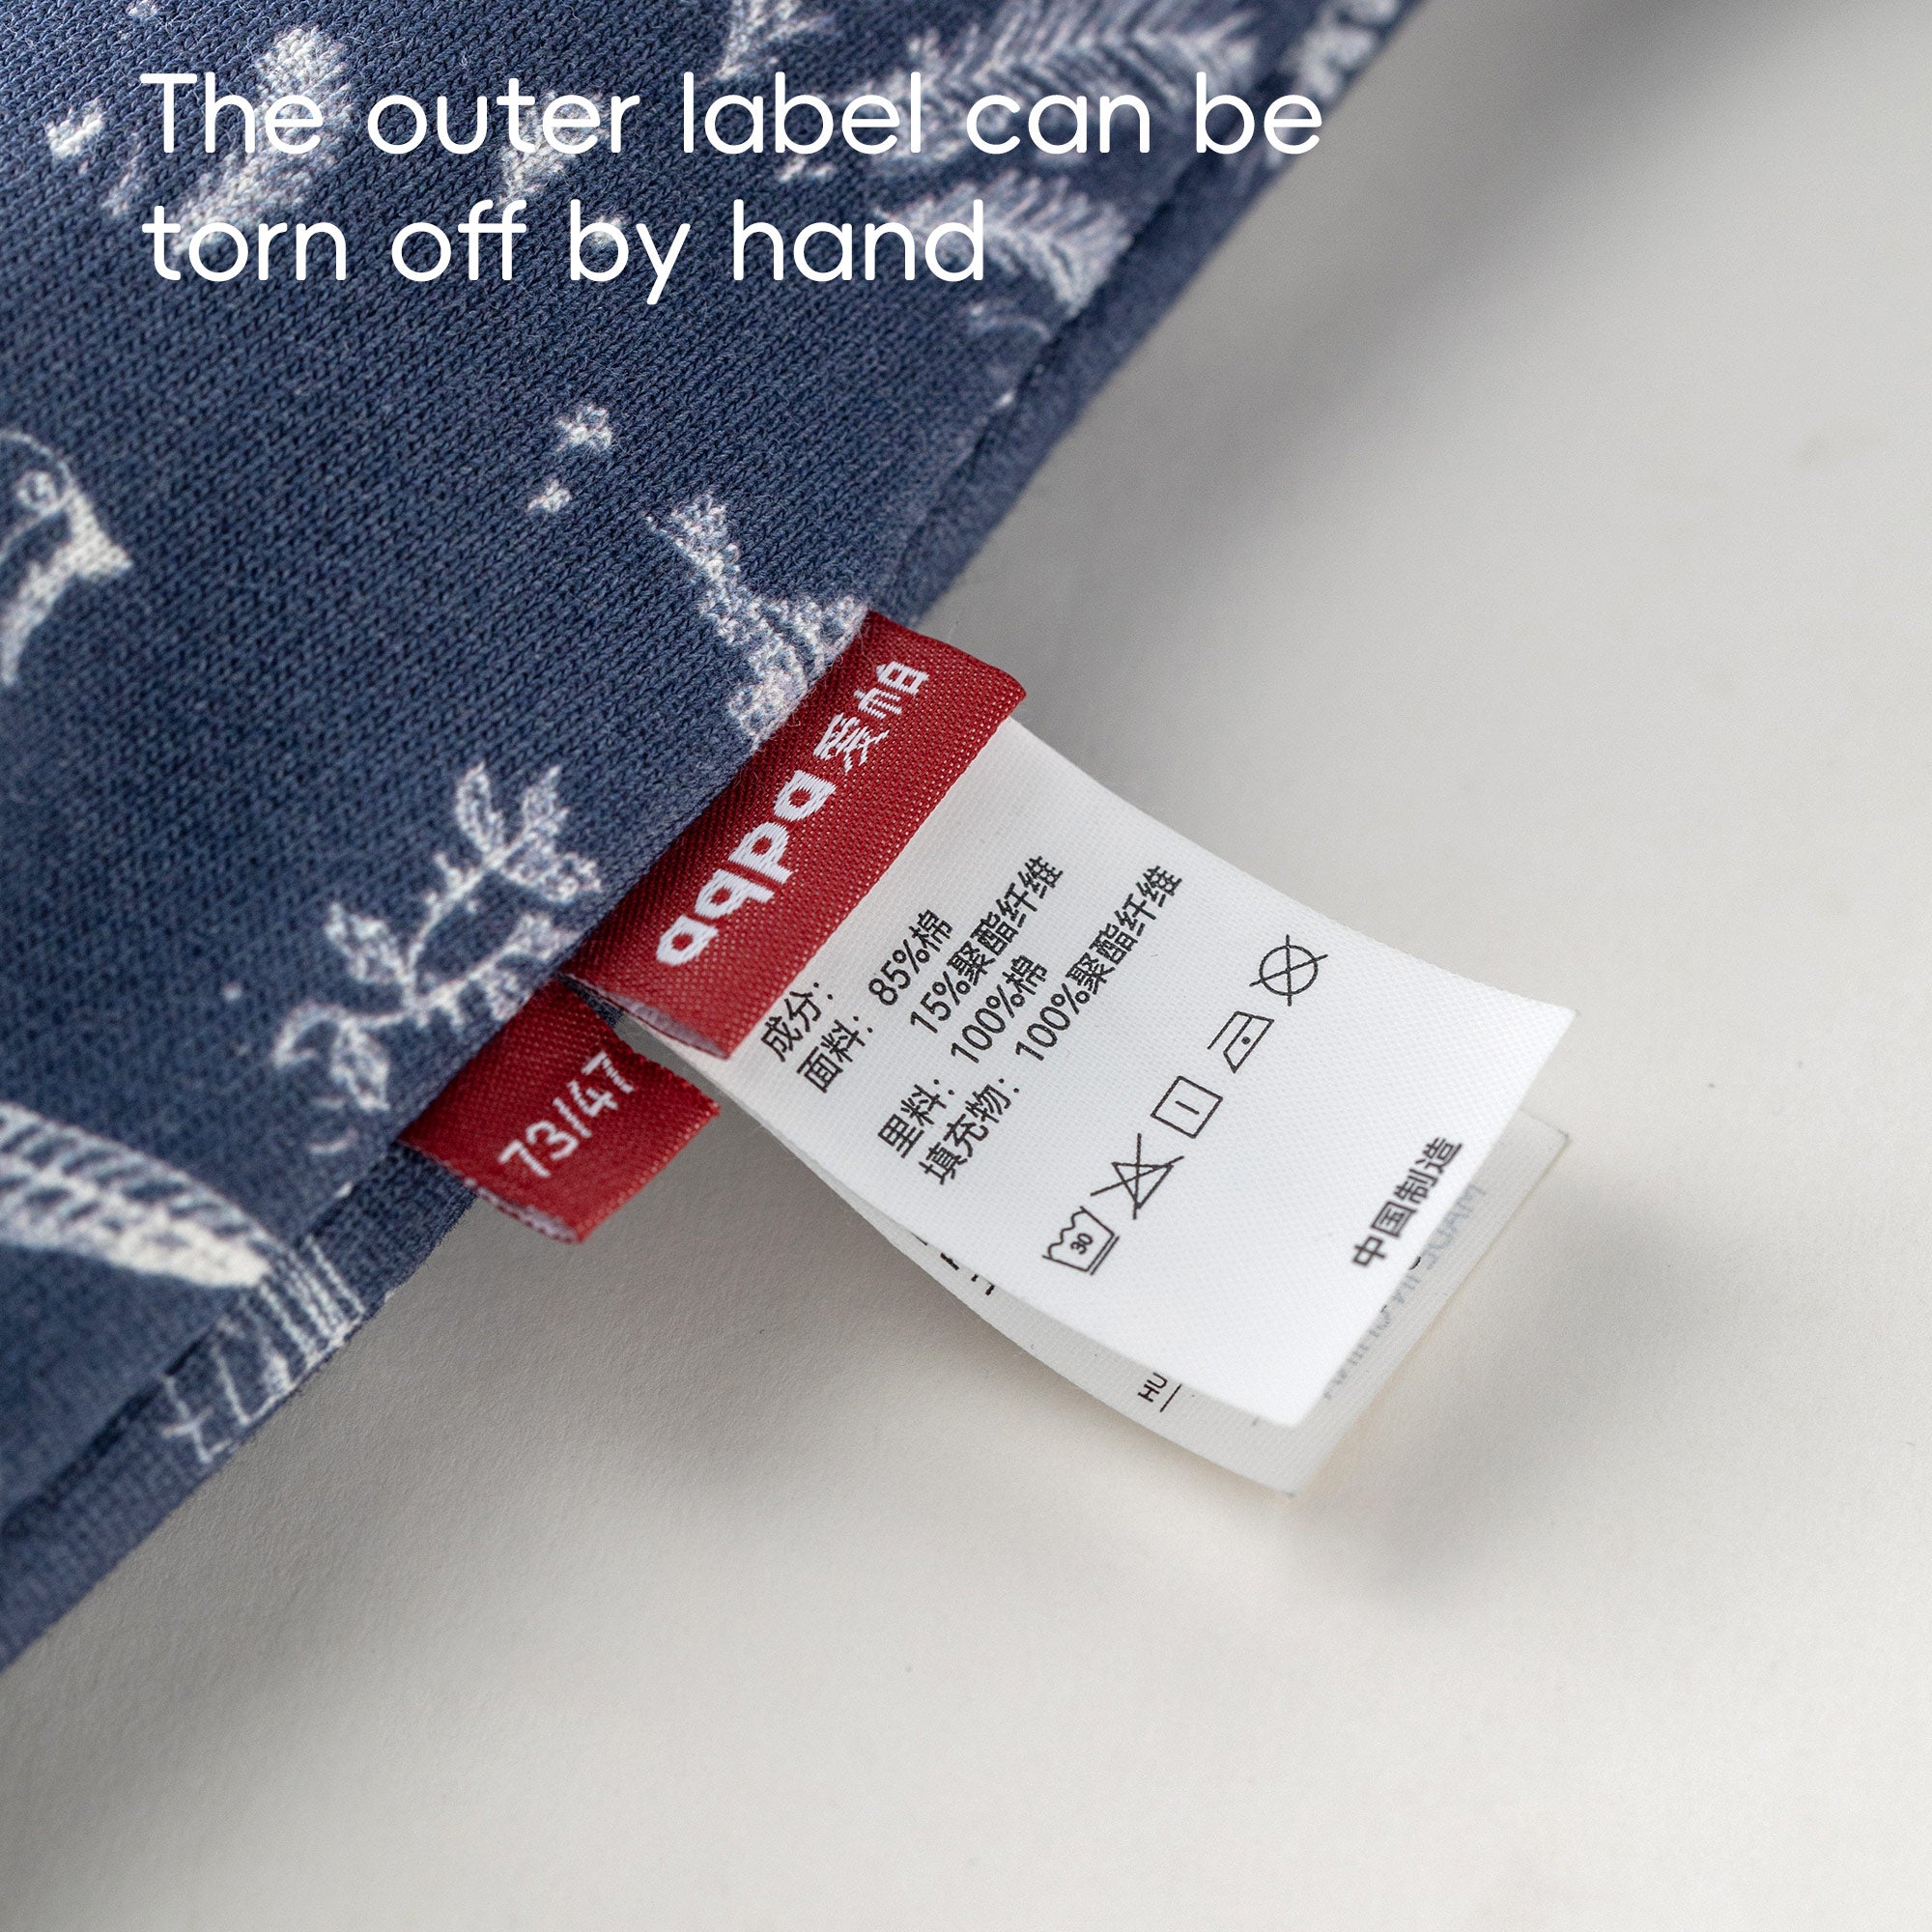 The outer label can be
torn off by hand
aqpa 爱帕
73/47
成分：
面料：85%棉
15%聚酯纤维
里料：100%棉
填充物：100%聚酯纤维
30
中国制造
HU